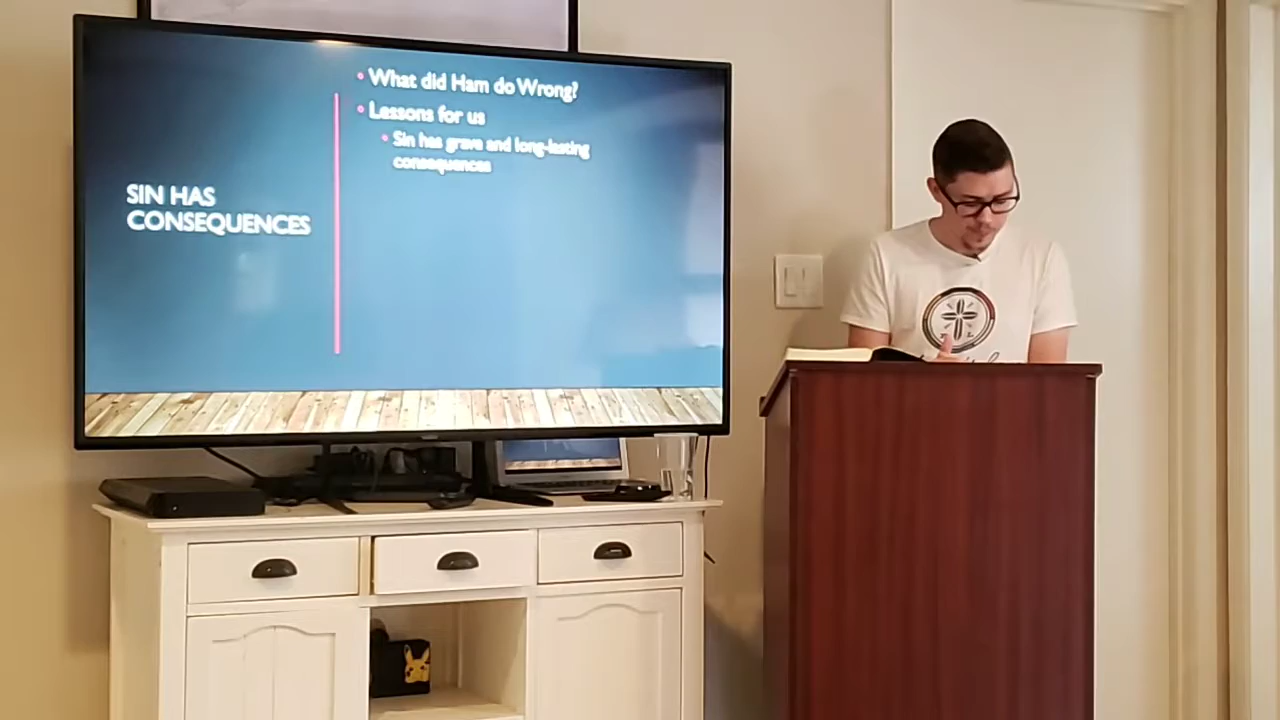 What did Ham do Wrong?
Lessons for us
Sin has grave and long-lasting
consequences
SIN HAS
CONSEQUENCES